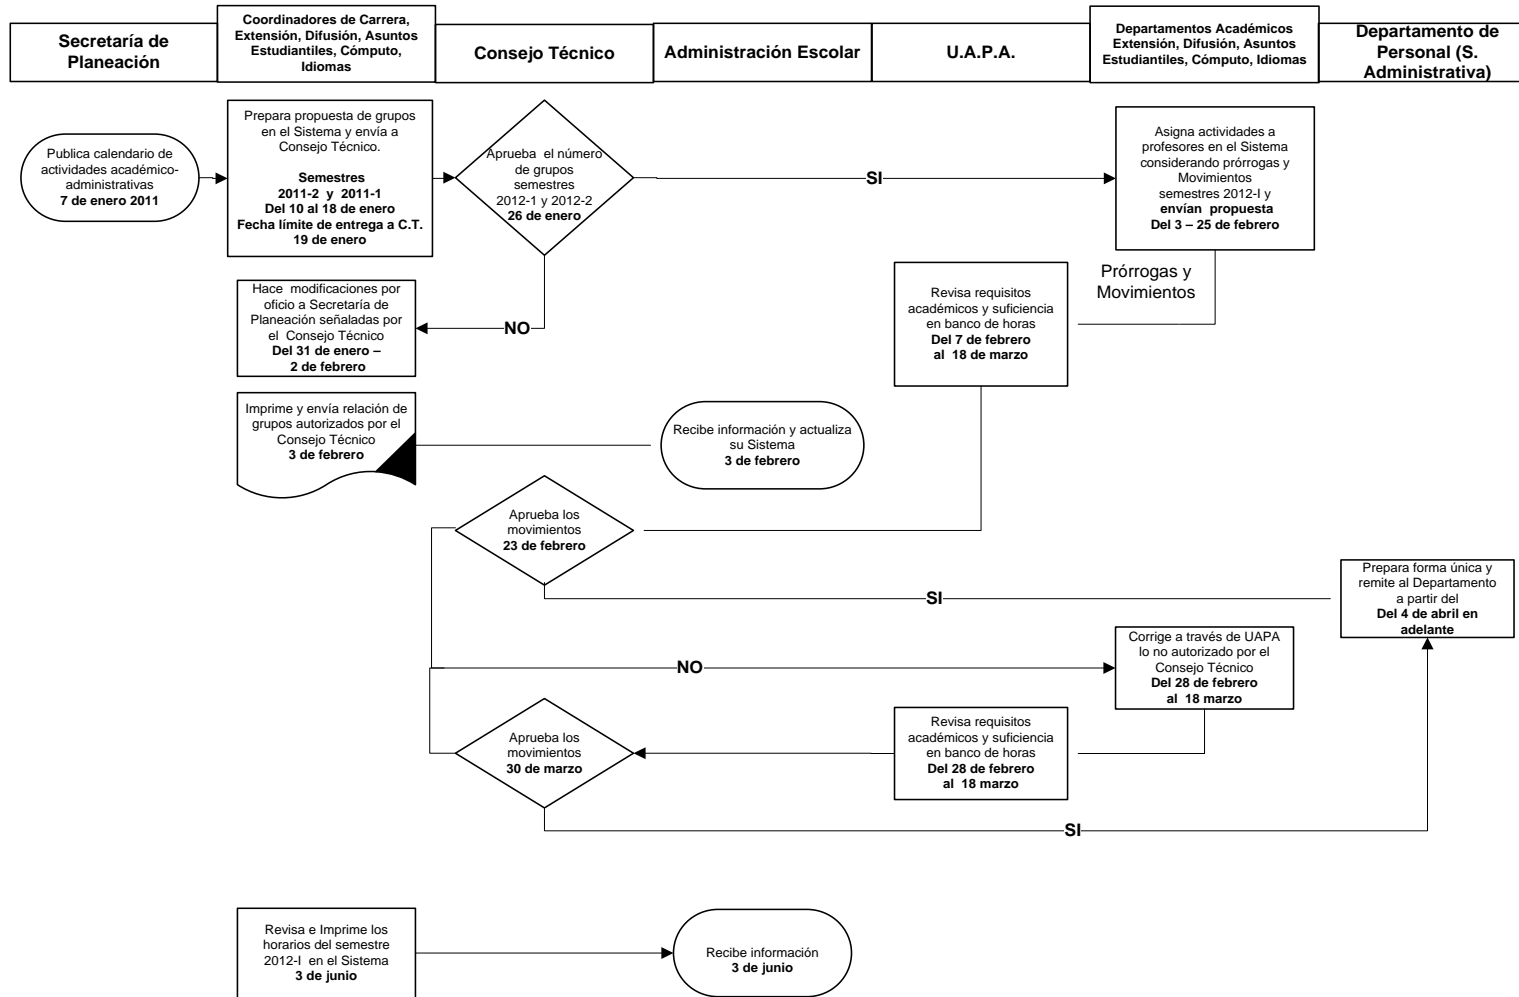 Secretaría de
Planeación
Coordinadores de Carrera,
Extensión, Difusión, Asuntos
Estudiantiles, Cómputo,
Idiomas
Consejo Técnico
Administración Escolar
U.A.P.A.
Departamentos Académicos
Extensión, Difusión, Asuntos
Estudiantiles, Cómputo, Idiomas
Departamento de
Personal (S.
Administrativa)
Publica calendario de
actividades académico-
administrativas
7 de enero 2011
Prepara propuesta de grupos
en el Sistema y envía a
Consejo Técnico.
Semestres
2011-2 y 2011-1
Del 10 al 18 de enero
Fecha límite de entrega a C.T.
19 de enero
Aprueba el número
de grupos
semestres
2012-1 y 2012-2
26 de enero
SI
Asigna actividades a
profesores en el Sistema
considerando prórrogas y
Movimientos
semestres 2012-I y
envían propuesta
Del 3 – 25 de febrero
Hace modificaciones por
oficio a Secretaría de
Planeación señaladas por
el Consejo Técnico
Del 31 de enero –
2 de febrero
NO
Revisa requisitos
académicos y suficiencia
en banco de horas
Del 7 de febrero
al 18 de marzo
Prórrogas y
Movimientos
Imprime y envía relación de
grupos autorizados por el
Consejo Técnico
3 de febrero
Recibe información y actualiza
su Sistema
3 de febrero
Aprueba los
movimientos
23 de febrero
SI
Prepara forma única y
remite al Departamento
a partir del
Del 4 de abril en
adelante
NO
Corrige a través de UAPA
lo no autorizado por el
Consejo Técnico
Del 28 de febrero
al 18 marzo
Aprueba los
movimientos
30 de marzo
Revisa requisitos
académicos y suficiencia
en banco de horas
Del 28 de febrero
al 18 marzo
SI
Revisa e Imprime los
horarios del semestre
2012-I en el Sistema
3 de junio
Recibe información
3 de junio